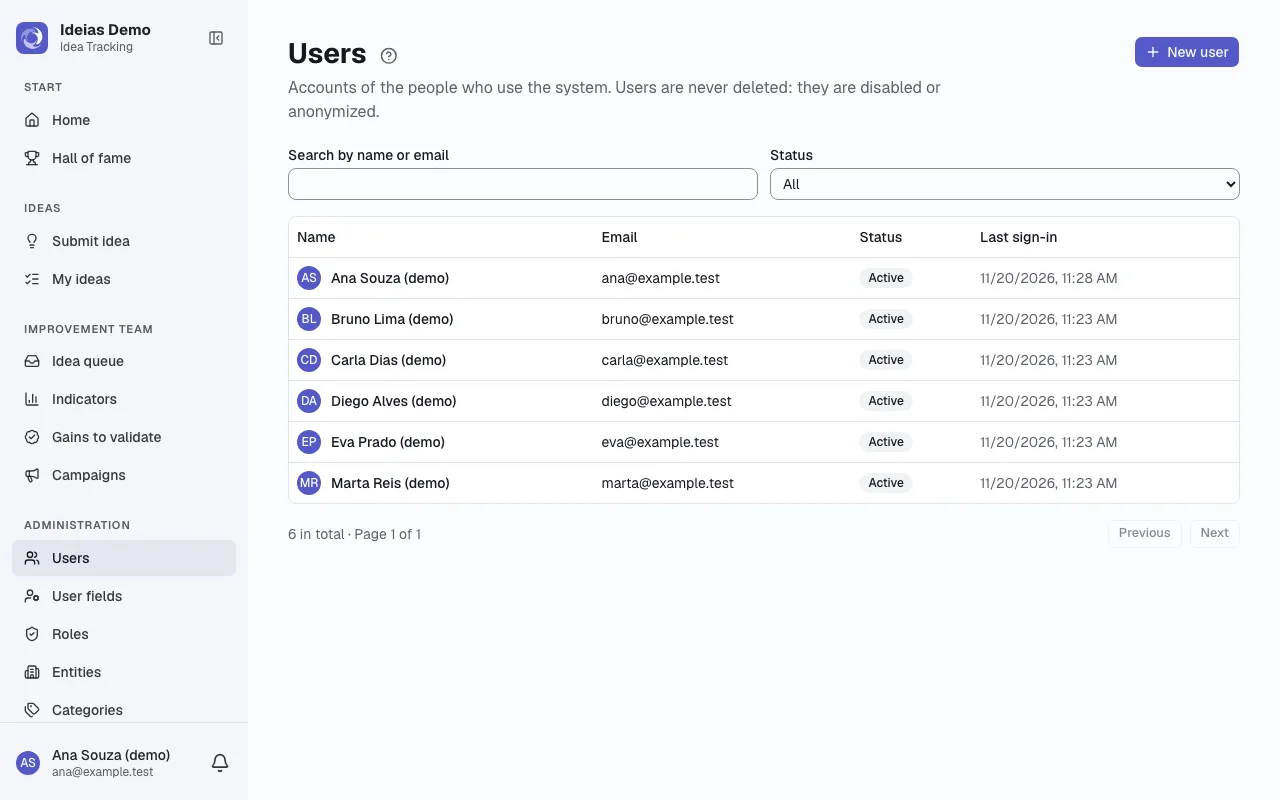 Ideias Demo
Idea Tracking
START
Home
Hall of fame
IDEAS
Submit idea
My ideas
IMPROVEMENT TEAM
Idea queue
Indicators
Gains to validate
Campaigns
ADMINISTRATION
Users
User fields
Roles
Entities
Categories
AS
Ana Souza (demo)
ana@example.test
Users
New user
Accounts of the people who use the system. Users are never deleted: they are disabled or
anonymized.
Search by name or email
Status
All
Name Email Status Last sign-in
AS Ana Souza (demo) ana@example.test Active 11/20/2026, 11:28 AM
BL Bruno Lima (demo) bruno@example.test Active 11/20/2026, 11:23 AM
CD Carla Dias (demo) carla@example.test Active 11/20/2026, 11:23 AM
DA Diego Alves (demo) diego@example.test Active 11/20/2026, 11:23 AM
EP Eva Prado (demo) eva@example.test Active 11/20/2026, 11:23 AM
MR Marta Reis (demo) marta@example.test Active 11/20/2026, 11:23 AM
6 in total · Page 1 of 1
Previous
Next